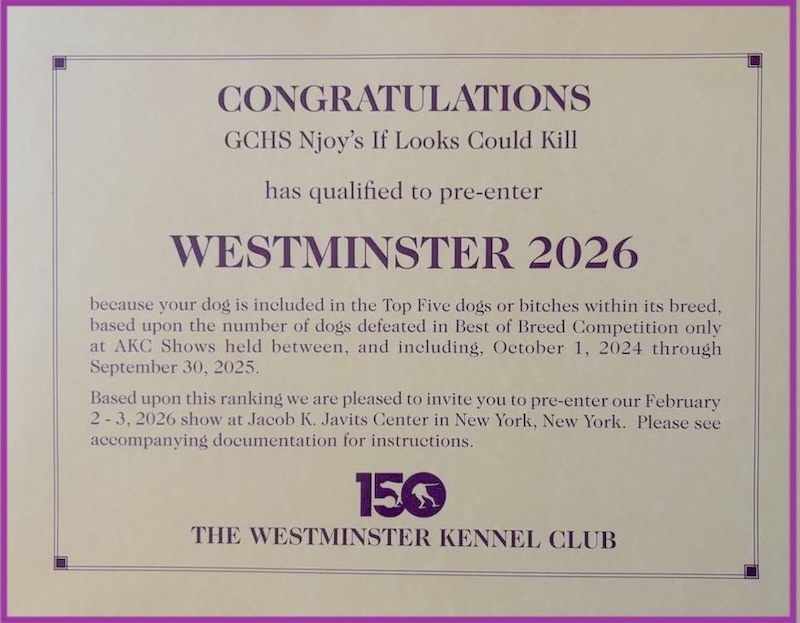 CONGRATULATIONS
GCHS Njoy's If Looks Could Kill
has qualified to pre-enter
WESTMINSTER 2026
because your dog is included in the Top Five dogs or bitches within its breed,
based upon the number of dogs defeated in Best of Breed Competition only
at AKC Shows held between, and including, October 1, 2024 through
September 30, 2025.
Based upon this ranking we are pleased to invite you to pre-enter our February
2 - 3, 2026 show at Jacob K. Javits Center in New York, New York. Please see
accompanying documentation for instructions.
150
THE WESTMINSTER KENNEL CLUB